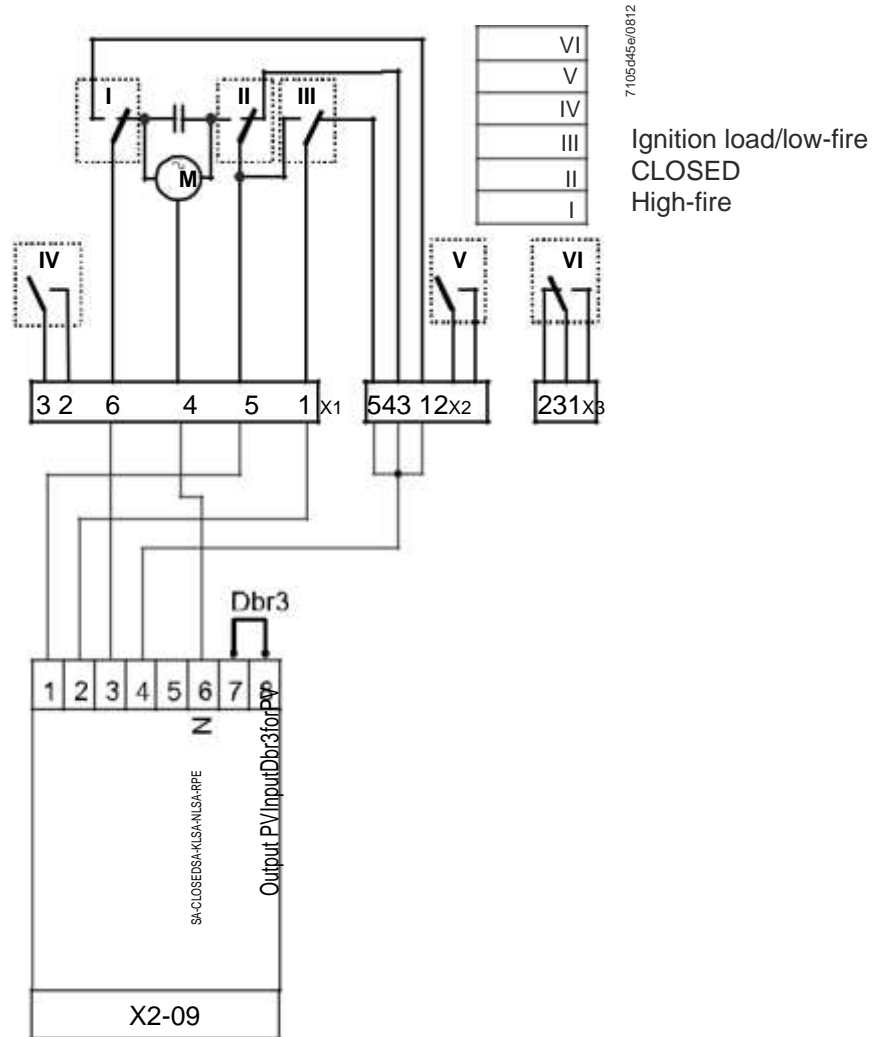 VI
V
IV
III
II
I
7105d45e/0812
Ignition load/low-fire
CLOSED
High-fire
I
II
III
M
~
IV
V
VI
3 2 6 4 5 1 X1
543 12 X2
231 X3
Dbr3
1 2 3 4 5 6 7 8
N
SA-CLOSEDSA-KLSA-NLSA-RPE
Output PVInputDbr3forPV
X2-09